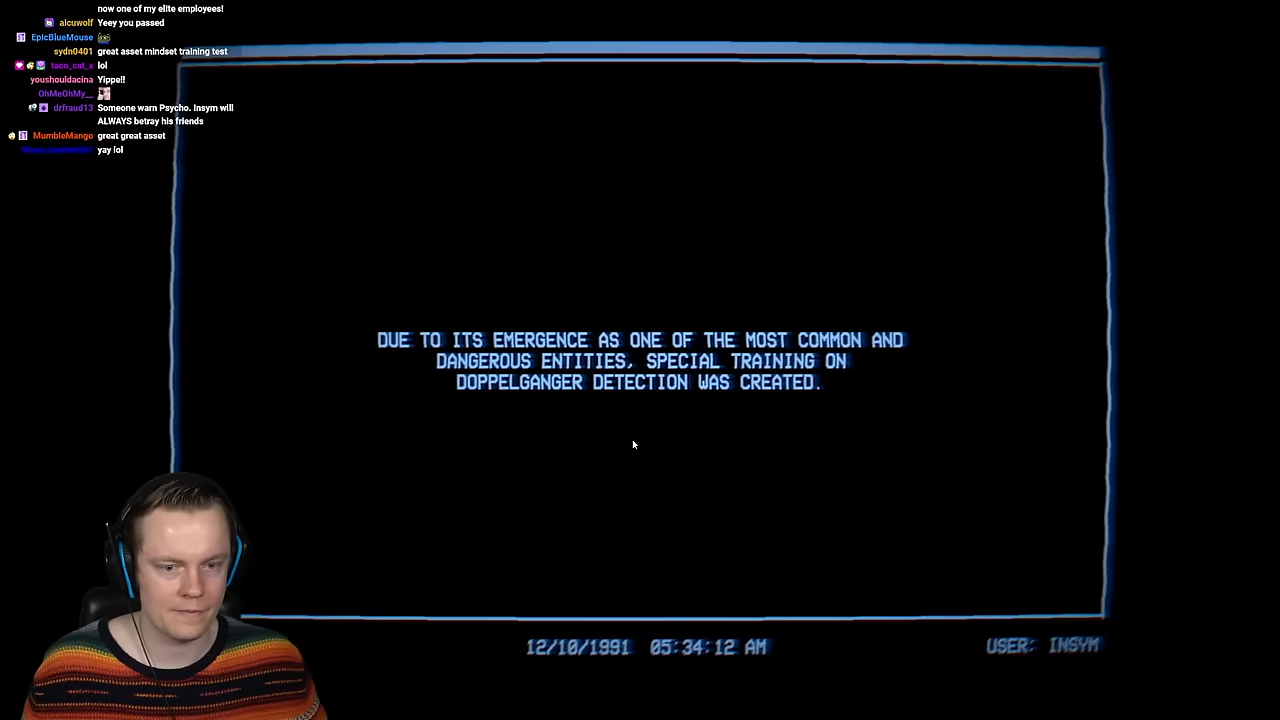 now one of my elite employees!
aicuwolf Yeey you passed
EpicBlueMouse
sydn0401 great asset mindset training test
taco_cat_x lol
youshouldacina Yippe!!
OhMeOhMy__
drfraud13 Someone warn Psycho. Insym will
ALWAYS betray his friends
MumbleMango great great asset
yay lol
DUE TO ITS EMERGENCE AS ONE OF THE MOST COMMON AND
DANGEROUS ENTITIES, SPECIAL TRAINING ON
DOPPELGANGER DETECTION WAS CREATED.
12/10/1991 05:34:12 AM
USER: INSYM